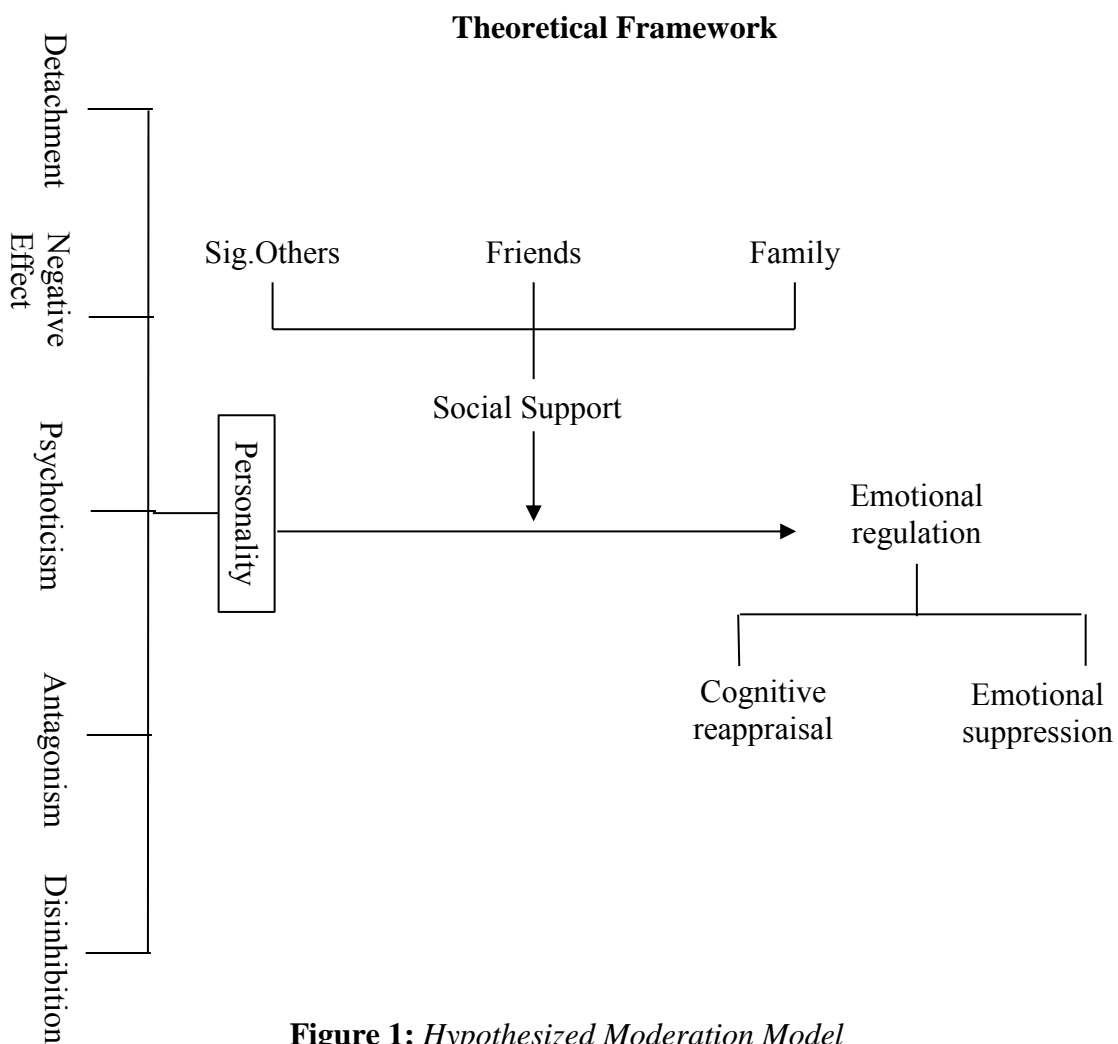 Theoretical Framework
Detachment
Negative
Effect
Psychoticism
Antagonism
Disinhibition
Personality
Sig.Others
Friends
Family
Social Support
Emotional
regulation
Cognitive
reappraisal
Emotional
suppression
Figure 1: Hypothesized Moderation Model